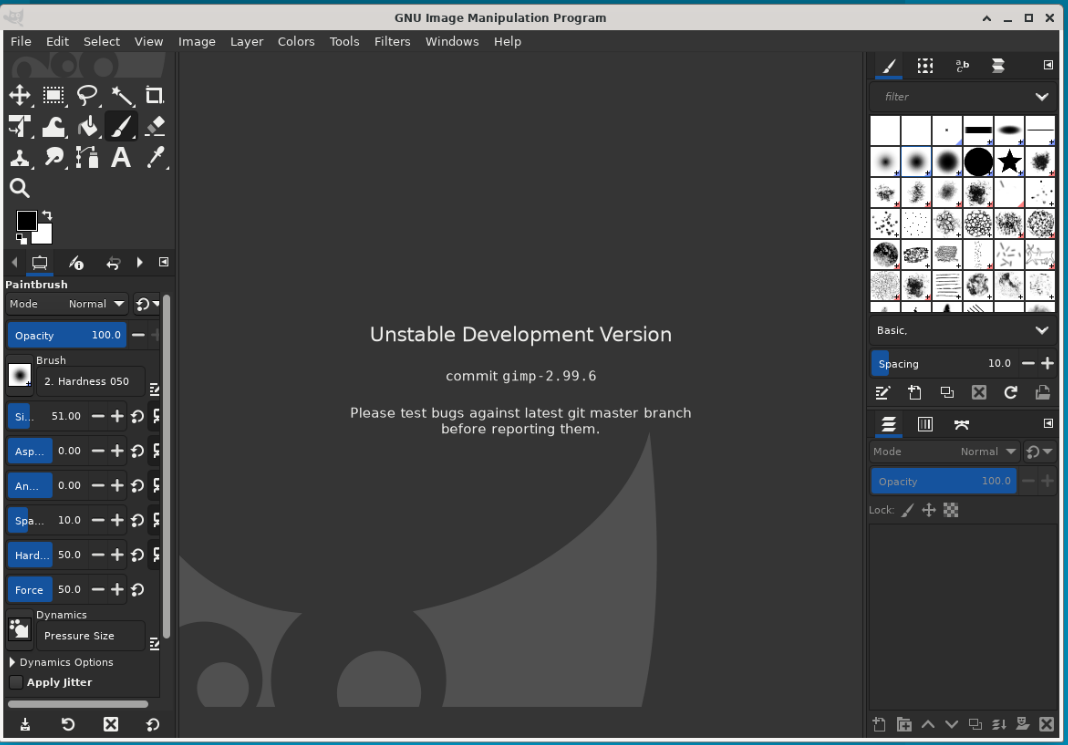 GNU Image Manipulation Program
File Edit Select View Image Layer Colors Tools Filters Windows Help
Paintbrush
Mode Normal
Opacity 100.0
Brush
2. Hardness 050
Si... 51.00
Asp... 0.00
An... 0.00
Spa... 10.0
Hard... 50.0
Force 50.0
Dynamics
Pressure Size
Dynamics Options
Apply Jitter
Unstable Development Version
commit gimp-2.99.6
Please test bugs against latest git master branch
before reporting them.
filter
Basic,
Spacing 10.0
Mode Normal
Opacity 100.0
Lock: